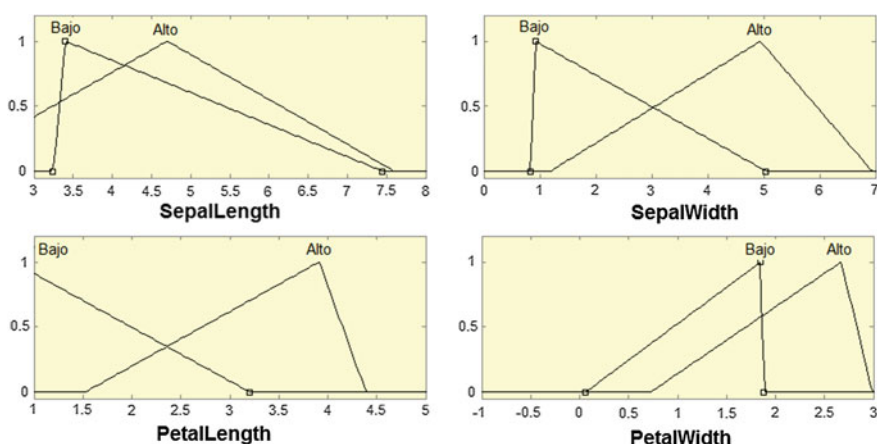 Bajo Alto
1
0.5
0
3 3.5 4 4.5 5 5.5 6 6.5 7 7.5 8
SepalLength
Bajo Alto
1
0.5
0
0 1 2 3 4 5 6 7
SepalWidth
Bajo Alto
1
0.5
0
1 1.5 2 2.5 3 3.5 4 4.5 5
PetalLength
Bajo Alto
1
0.5
0
-1 -0.5 0 0.5 1 1.5 2 2.5 3
PetalWidth